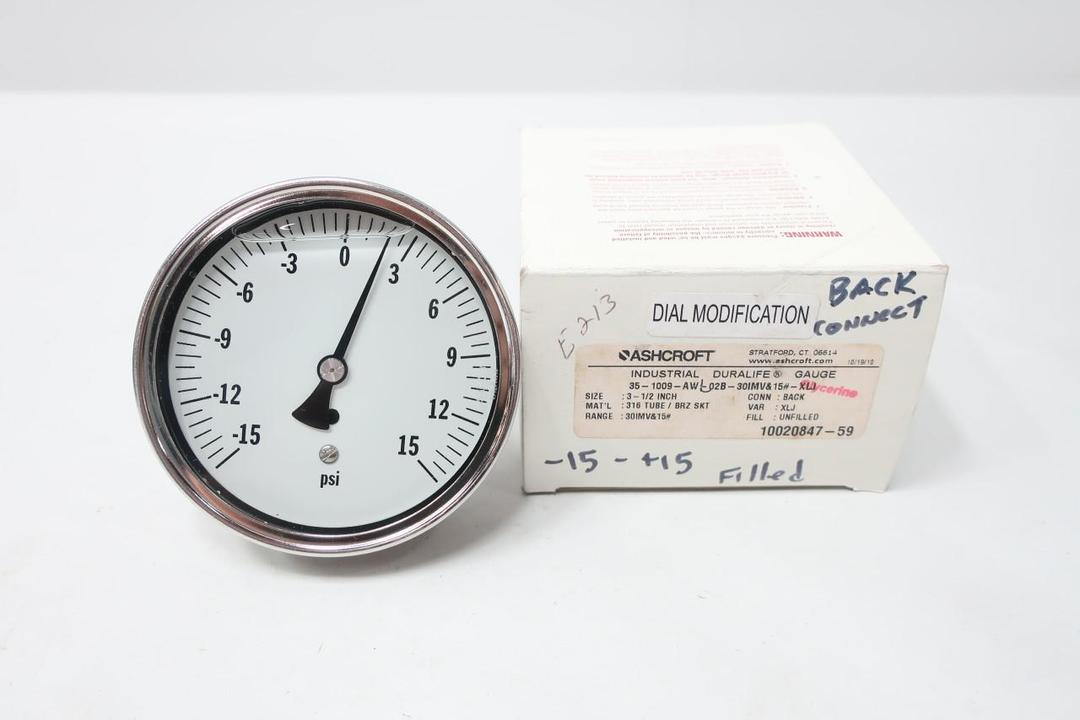 -15
-12
-9
-6
-3
0
3
6
9
12
15
psi
WARNING:
E213
DIAL MODIFICATION
BACK
CONNECT
ASHCROFT
STRATFORD, CT 06614
www.ashcroft.com
INDUSTRIAL DURALIFE® GAUGE
35-1009-AWL-02B-30IMV&15#-XLJ
Glycerine
SIZE : 3-1/2 INCH
CONN : BACK
MAT'L : 316 TUBE / BRZ SKT
VAR : XLJ
RANGE : 30IMV&15#
FILL : UNFILLED
10020847-59
-15 - +15
Filled